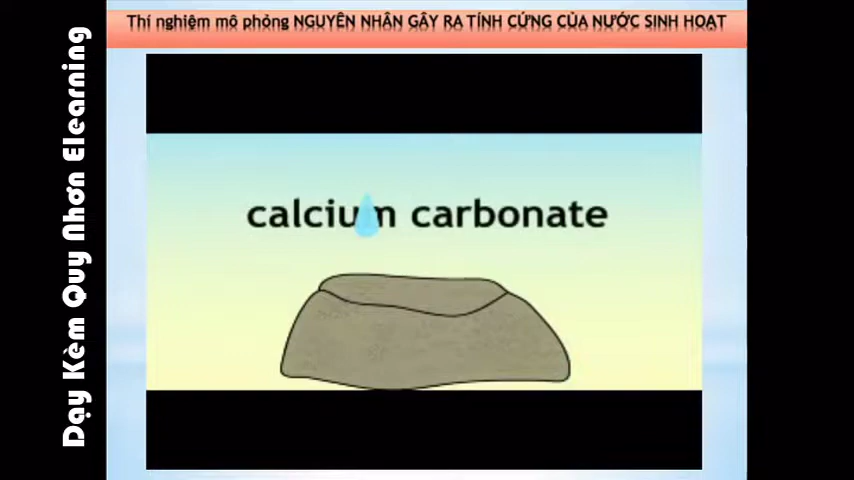 Thí nghiệm mô phỏng NGUYÊN NHÂN GÂY RA TÍNH CỨNG CỦA NƯỚC SINH HOẠT
Dạy Kèm Quy Nhơn Elearning
calcium carbonate